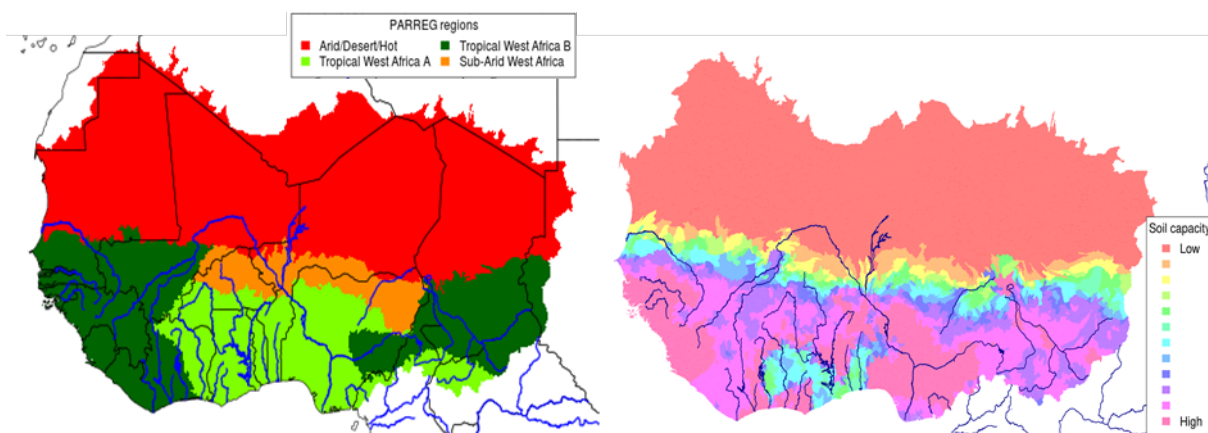 PARREG regions
Arid/Desert/Hot Tropical West Africa B
Tropical West Africa A Sub-Arid West Africa
Soil capacity
Low
High